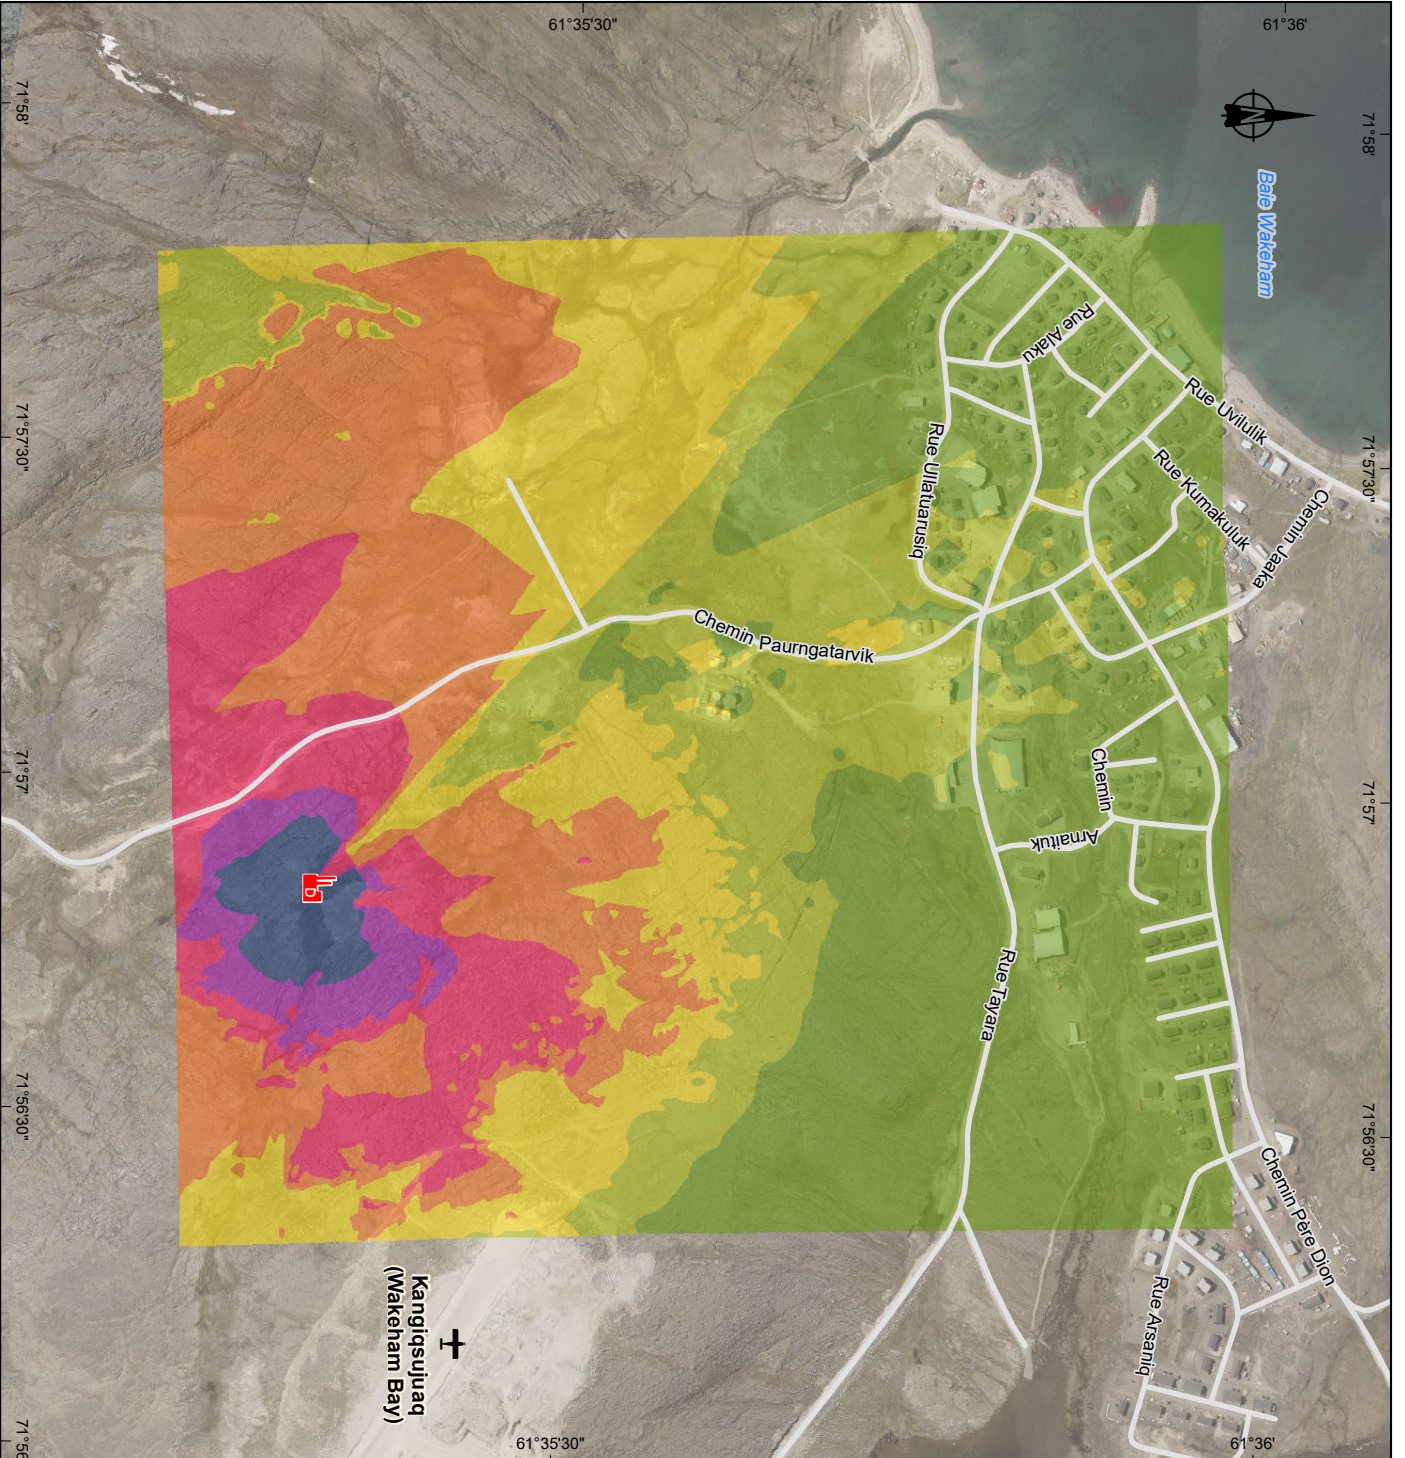 61°35'30"
61°36'
71°58'
71°58'
N
Baie Wakeham
Rue Alaku
Rue Uvilulik
Rue Kumakuluk
Chemin Jaaka
71°57'30"
71°57'30"
Rue Ullatuarusiq
Chemin Paurngatarvik
71°57'
71°57'
Chemin
Arnaituk
D
Rue Tayara
71°56'30"
71°56'30"
Chemin Père Dion
Rue Arsaniq
Kangiqsujuaq
(Wakeham Bay)
71°56
61°35'30"
61°36'